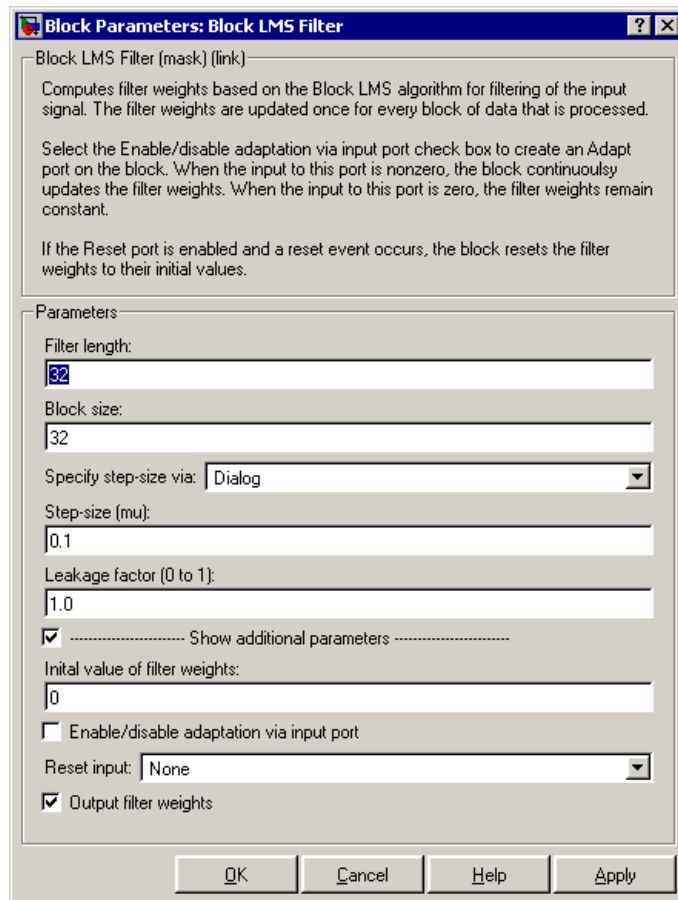 Block Parameters: Block LMS Filter
Block LMS Filter (mask) (link)
Computes filter weights based on the Block LMS algorithm for filtering of the input
signal. The filter weights are updated once for every block of data that is processed.
Select the Enable/disable adaptation via input port check box to create an Adapt
port on the block. When the input to this port is nonzero, the block continuoulsy
updates the filter weights. When the input to this port is zero, the filter weights remain
constant.
If the Reset port is enabled and a reset event occurs, the block resets the filter
weights to their initial values.
Parameters
Filter length:
32
Block size:
32
Specify step-size via: Dialog
Step-size (mu):
0.1
Leakage factor (0 to 1):
1.0
------------------------- Show additional parameters -------------------------
Inital value of filter weights:
0
Enable/disable adaptation via input port
Reset input: None
Output filter weights
OK Cancel Help Apply